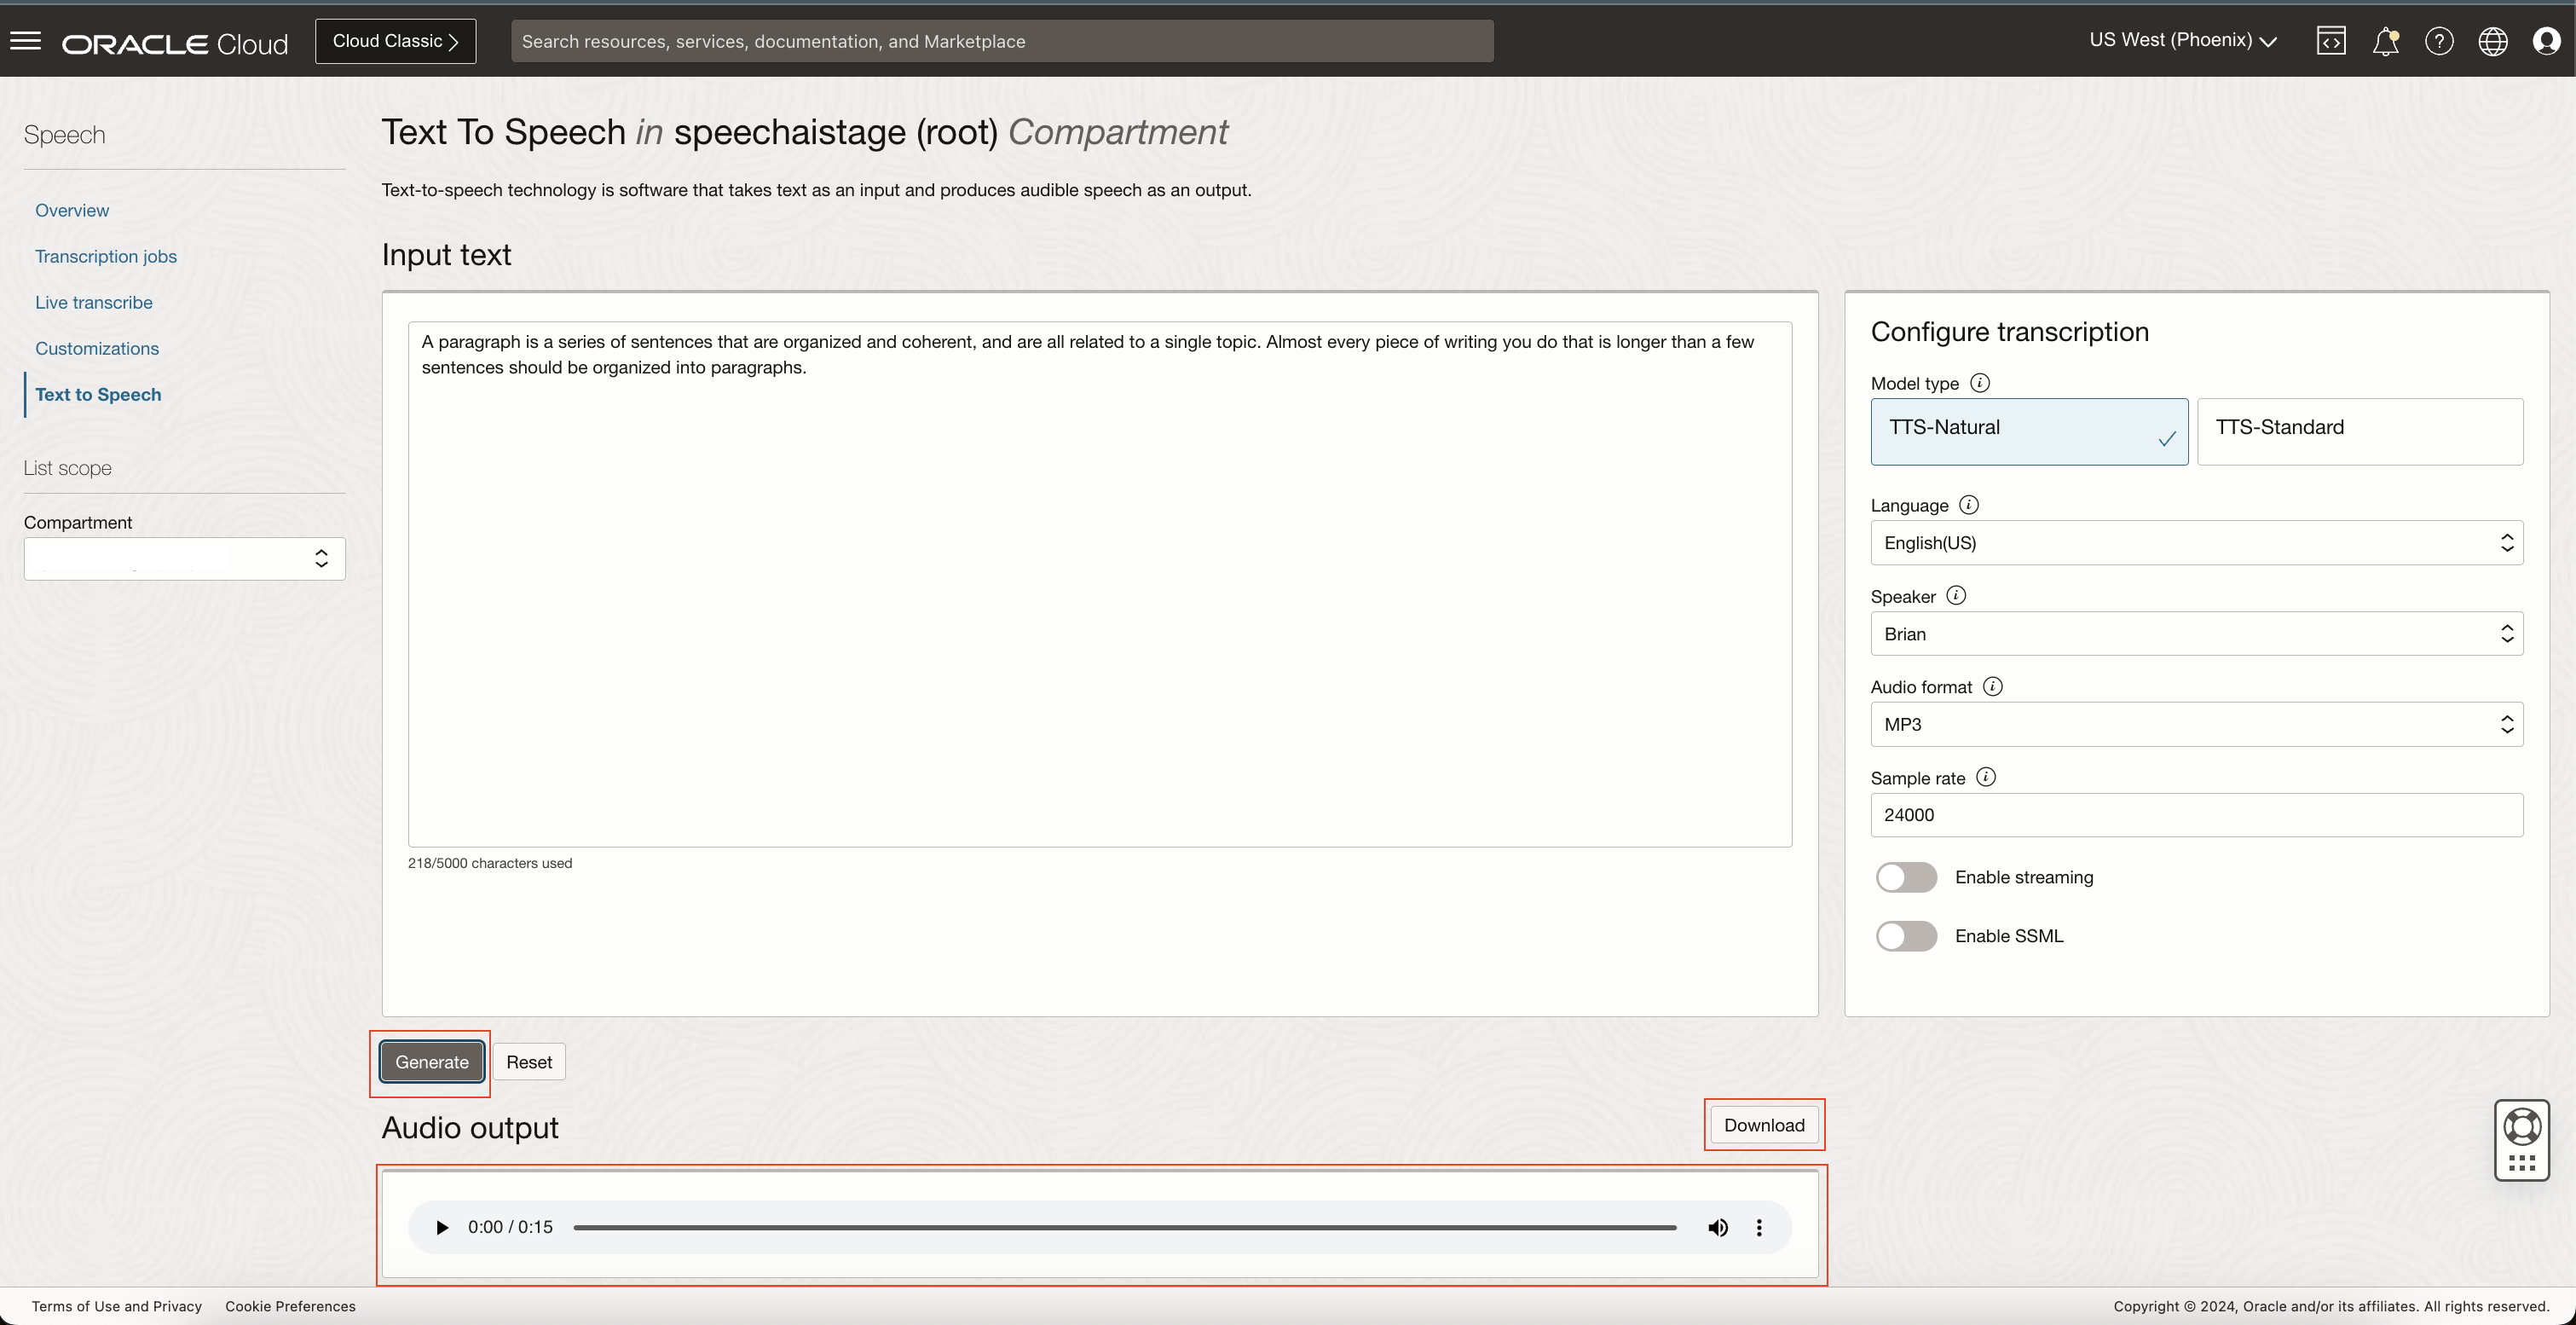 ORACLE Cloud
Cloud Classic
Search resources, services, documentation, and Marketplace
US West (Phoenix)
Speech
Overview
Transcription jobs
Live transcribe
Customizations
Text to Speech
List scope
Compartment
Text To Speech in speechaistage (root) Compartment
Text-to-speech technology is software that takes text as an input and produces audible speech as an output.
Input text
A paragraph is a series of sentences that are organized and coherent, and are all related to a single topic. Almost every piece of writing you do that is longer than a few
sentences should be organized into paragraphs.
218/5000 characters used
Configure transcription
Model type
TTS-Natural
TTS-Standard
Language
English(US)
Speaker
Brian
Audio format
MP3
Sample rate
24000
Enable streaming
Enable SSML
Generate
Reset
Audio output
Download
0:00 / 0:15
Terms of Use and Privacy
Cookie Preferences
Copyright © 2024, Oracle and/or its affiliates. All rights reserved.